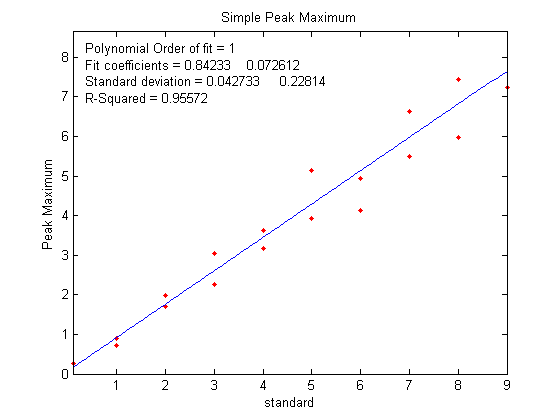 Simple Peak Maximum
Polynomial Order of fit = 1
Fit coefficients = 0.84233 0.072612
Standard deviation = 0.042733 0.22814
R-Squared = 0.95572
Peak Maximum
8
7
6
5
4
3
2
1
0
1 2 3 4 5 6 7 8 9
standard